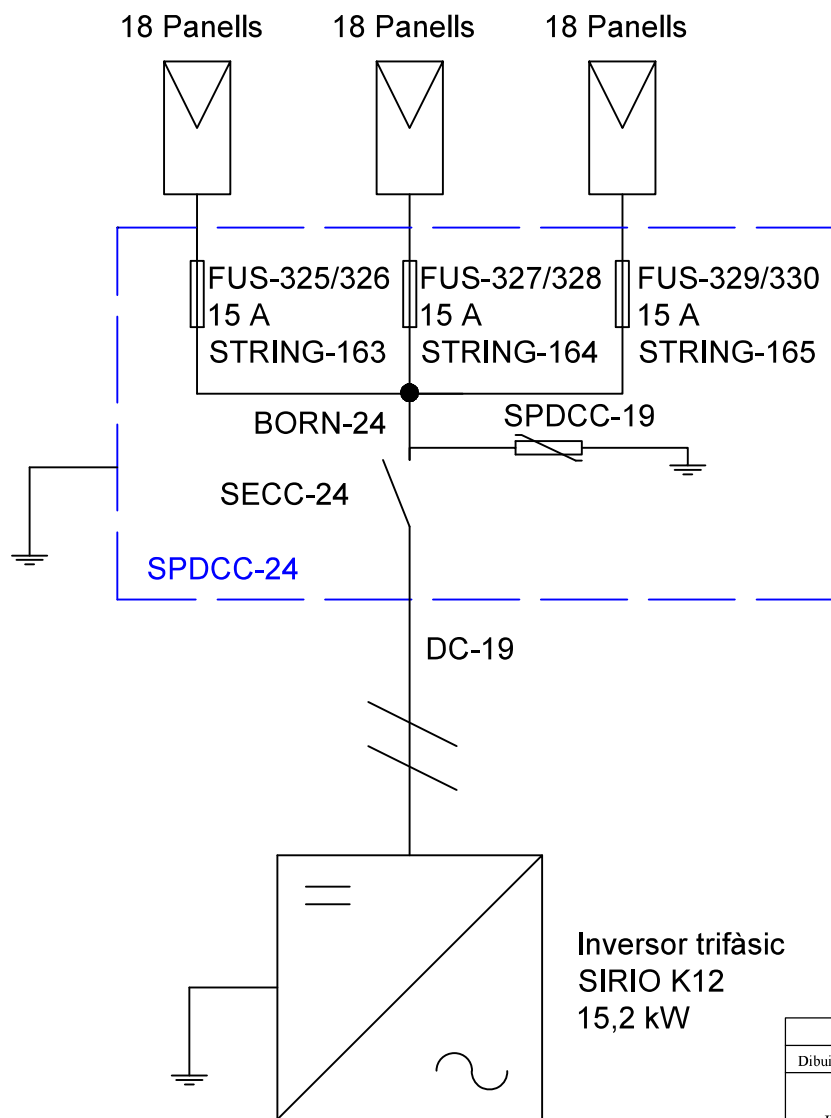 18 Panells
18 Panells
18 Panells
FUS-325/326
15 A
STRING-163
FUS-327/328
15 A
STRING-164
FUS-329/330
15 A
STRING-165
BORN-24
SPDCC-19
SECC-24
SPDCC-24
DC-19
Inversor trifàsic
SIRIO K12
15,2 kW